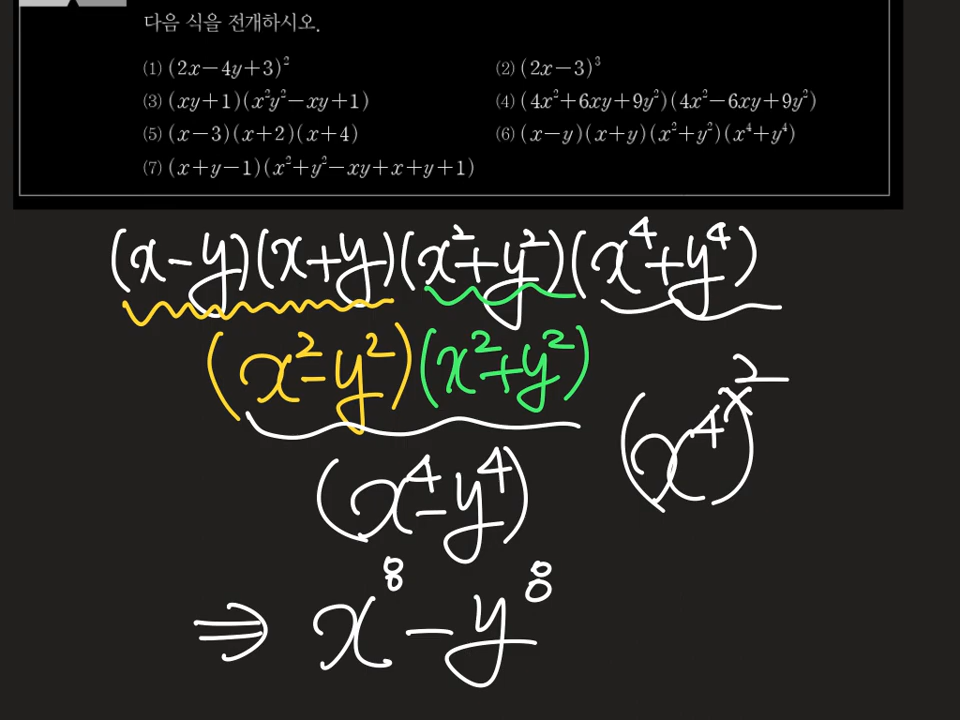 다음 식을 전개하시오.
(1) (2x−4y+3)² (2) (2x−3)³
(3) (xy+1)(x²y²−xy+1) (4) (4x²+6xy+9y²)(4x²−6xy+9y²)
(5) (x−3)(x+2)(x+4) (6) (x−y)(x+y)(x²+y²)(x⁴+y⁴)
(7) (x+y−1)(x²+y²−xy+x+y+1)
(x−y)(x+y)(x²+y²)(x⁴+y⁴)
(x²−y²)(x²+y²)
(x⁴)ˣ²
(x⁴−y⁴)
⇒ x⁸−y⁸